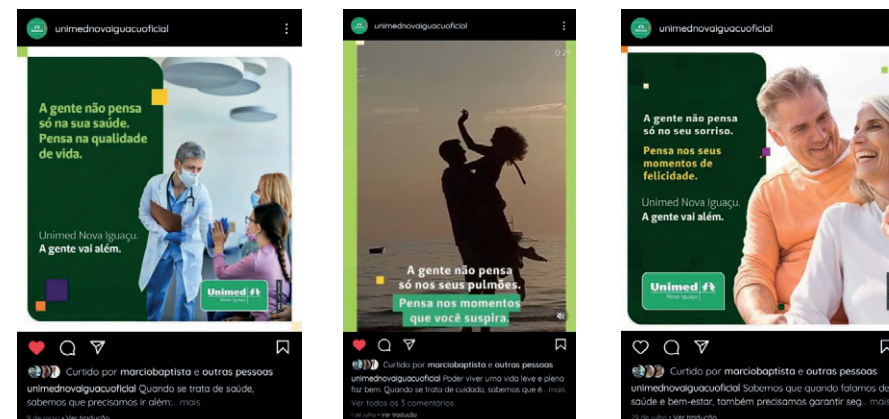 unimednovaiguacuoficial
A gente não pensa
só na sua saúde.
Pensa na qualidade
de vida.
Unimed Nova Iguaçu.
A gente vai além.
Unimed
Nova Iguaçu
Curtido por marciobaptista e outras pessoas
unimednovaiguacuoficial Quando se trata de saúde,
sabemos que precisamos ir além... mais
9 de maio • Ver tradução
unimednovaiguacuoficial
0:29
A gente não pensa
só nos seus pulmões.
Pensa nos momentos
que você suspira.
Curtido por marciobaptista e outras pessoas
unimednovaiguacuoficial Poder viver uma vida leve e plena
faz bem. Quando se trata de cuidado, sabemos que é... mais
Ver todos os 3 comentários
1 de julho • Ver tradução
unimednovaiguacuoficial
A gente não pensa
só no seu sorriso.
Pensa nos seus
momentos de
felicidade.
Unimed Nova Iguaçu.
A gente vai além.
Unimed
Nova Iguaçu
Curtido por marciobaptista e outras pessoas
unimednovaiguacuoficial Sabemos que quando falamos de
saúde e bem-estar, também precisamos garantir seg... mais
29 de julho • Ver tradução